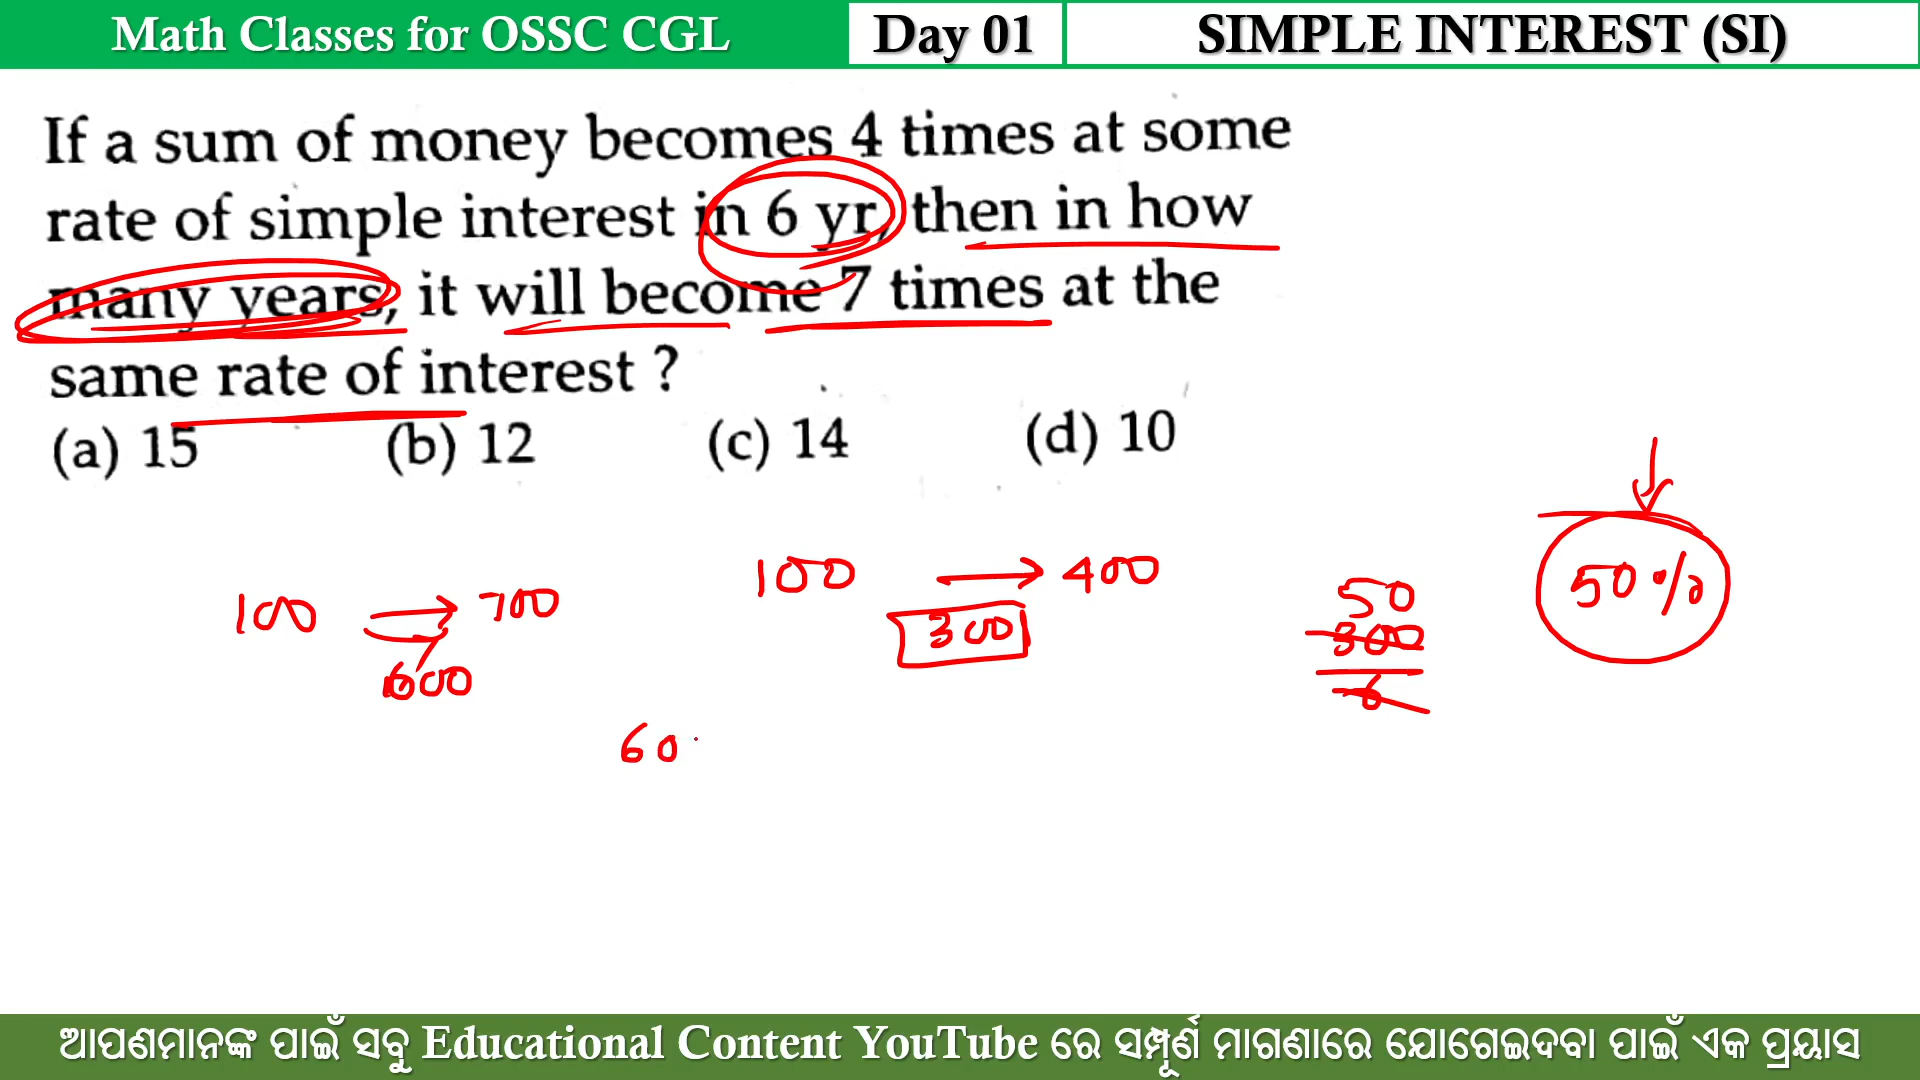 Math Classes for OSSC CGL
Day 01
SIMPLE INTEREST (SI)
If a sum of money becomes 4 times at some
rate of simple interest in 6 yr, then in how
many years, it will become 7 times at the
same rate of interest ?
(a) 15 (b) 12 (c) 14 (d) 10
100 → 700
600
100 → 400
300
50
300
6
50%
60
ଆପଣମାନଙ୍କ ପାଇଁ ସବୁ Educational Content YouTube ରେ ସମ୍ପୂର୍ଣ ମାଗଣାରେ ଯୋଗେଇଦବା ପାଇଁ ଏକ ପ୍ରୟାସ